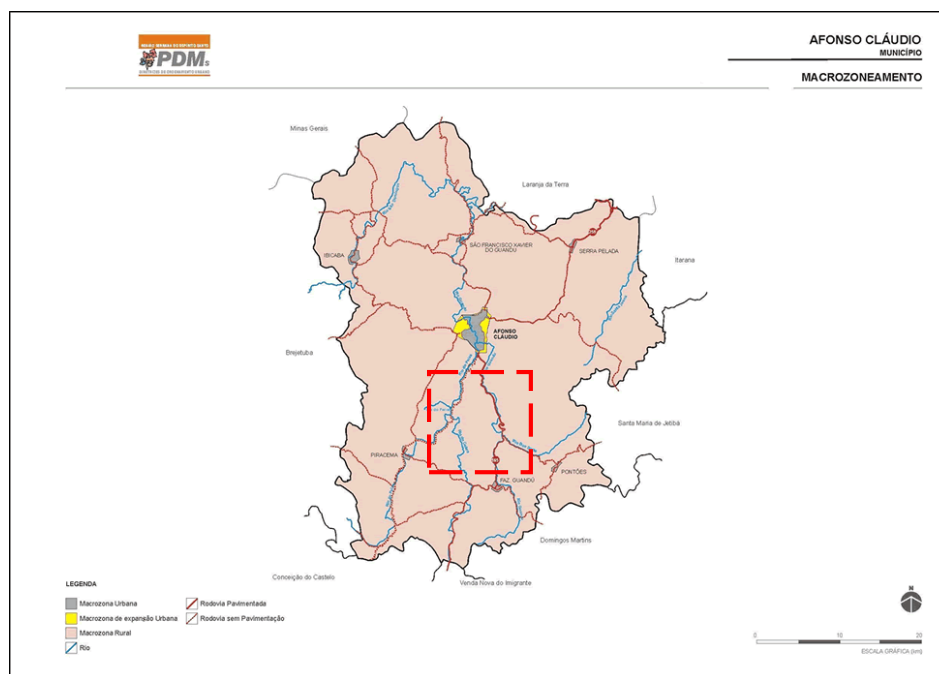 PDMs
AFONSO CLÁUDIO
MUNICÍPIO
MACROZONEAMENTO
Minas Gerais
Laranja da Terra
SÃO FRANCISCO XAVIER
DO GUANDU
SERRA PELADA
IBICABA
Itarana
AFONSO
CLÁUDIO
Brejetuba
Santa Maria de Jetibá
PIRACEMA
PONTÕES
FAZ. GUANDÚ
Domingos Martins
Conceição do Castelo
Venda Nova do Imigrante
LEGENDA
Macrozona Urbana
Rodovia Pavimentada
Macrozona de expansão Urbana
Rodovia sem Pavimentação
Macrozona Rural
Rio
N
0 10 20
ESCALA GRÁFICA (km)